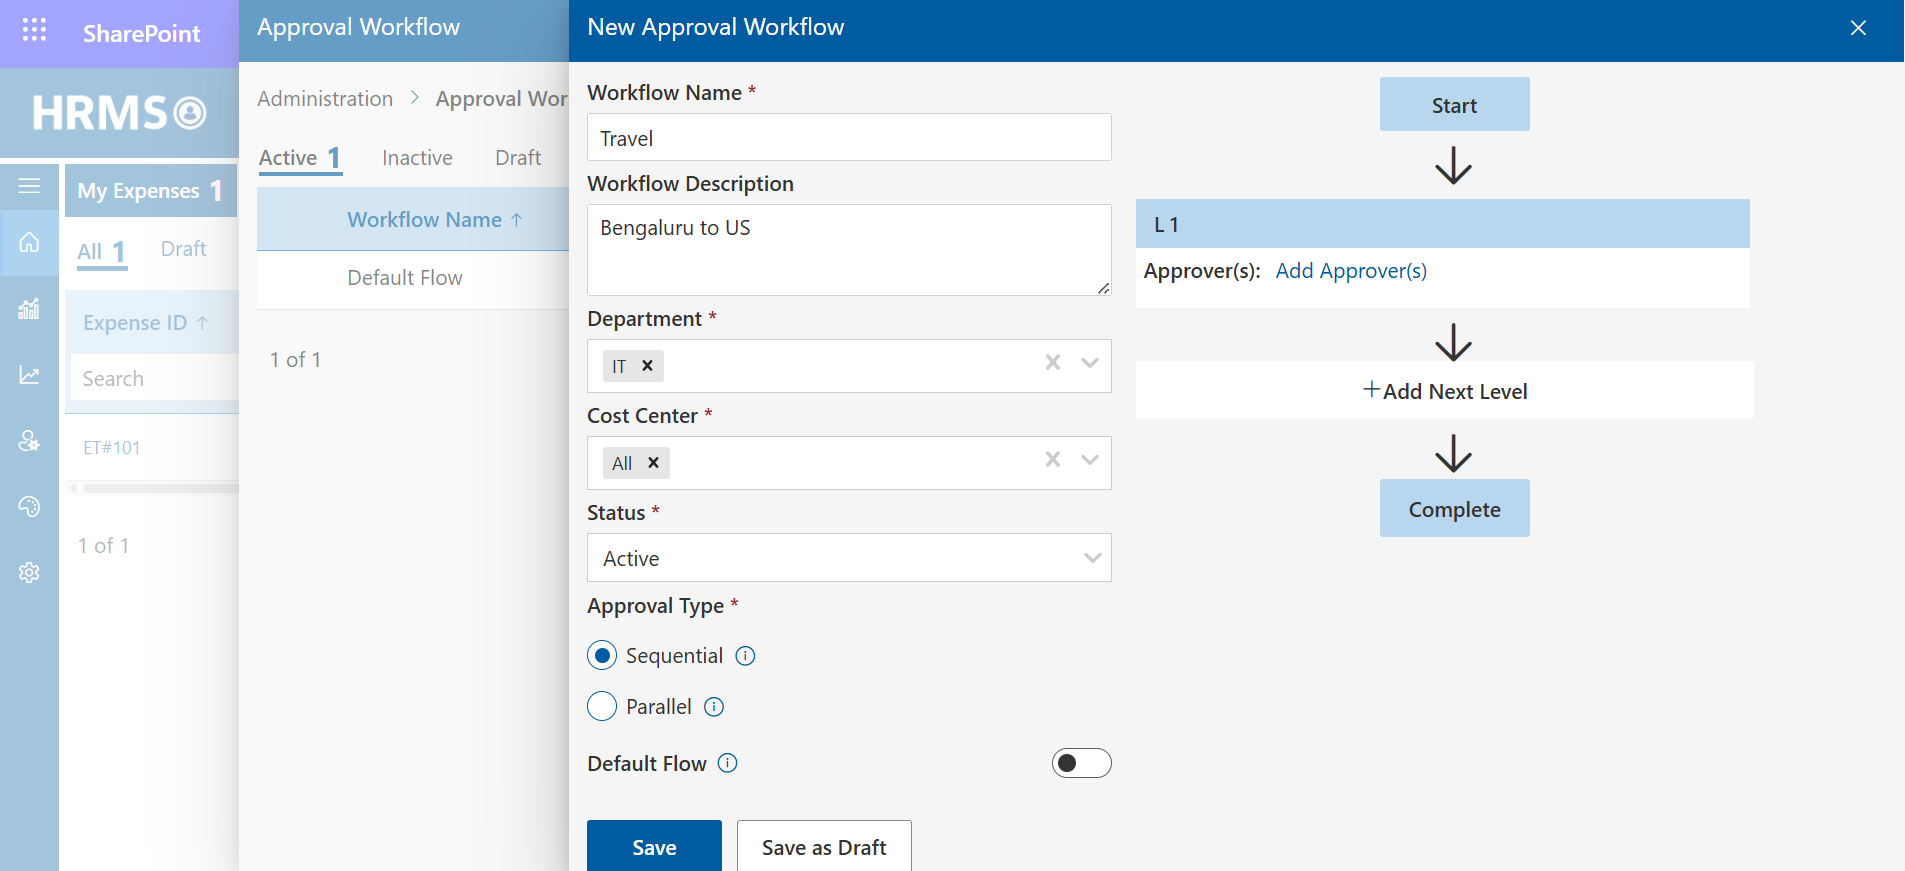 SharePoint
HRMS
My Expenses 1
All 1 Draft
Expense ID ↑
Search
ET#101
1 of 1
Approval Workflow
Administration > Approval Wor
Active 1 Inactive Draft
Workflow Name ↑
Default Flow
1 of 1
New Approval Workflow
Workflow Name *
Travel
Workflow Description
Bengaluru to US
Department *
IT
Cost Center *
All
Status *
Active
Approval Type *
Sequential
Parallel
Default Flow
Save Save as Draft
Start
L 1
Approver(s): Add Approver(s)
+Add Next Level
Complete